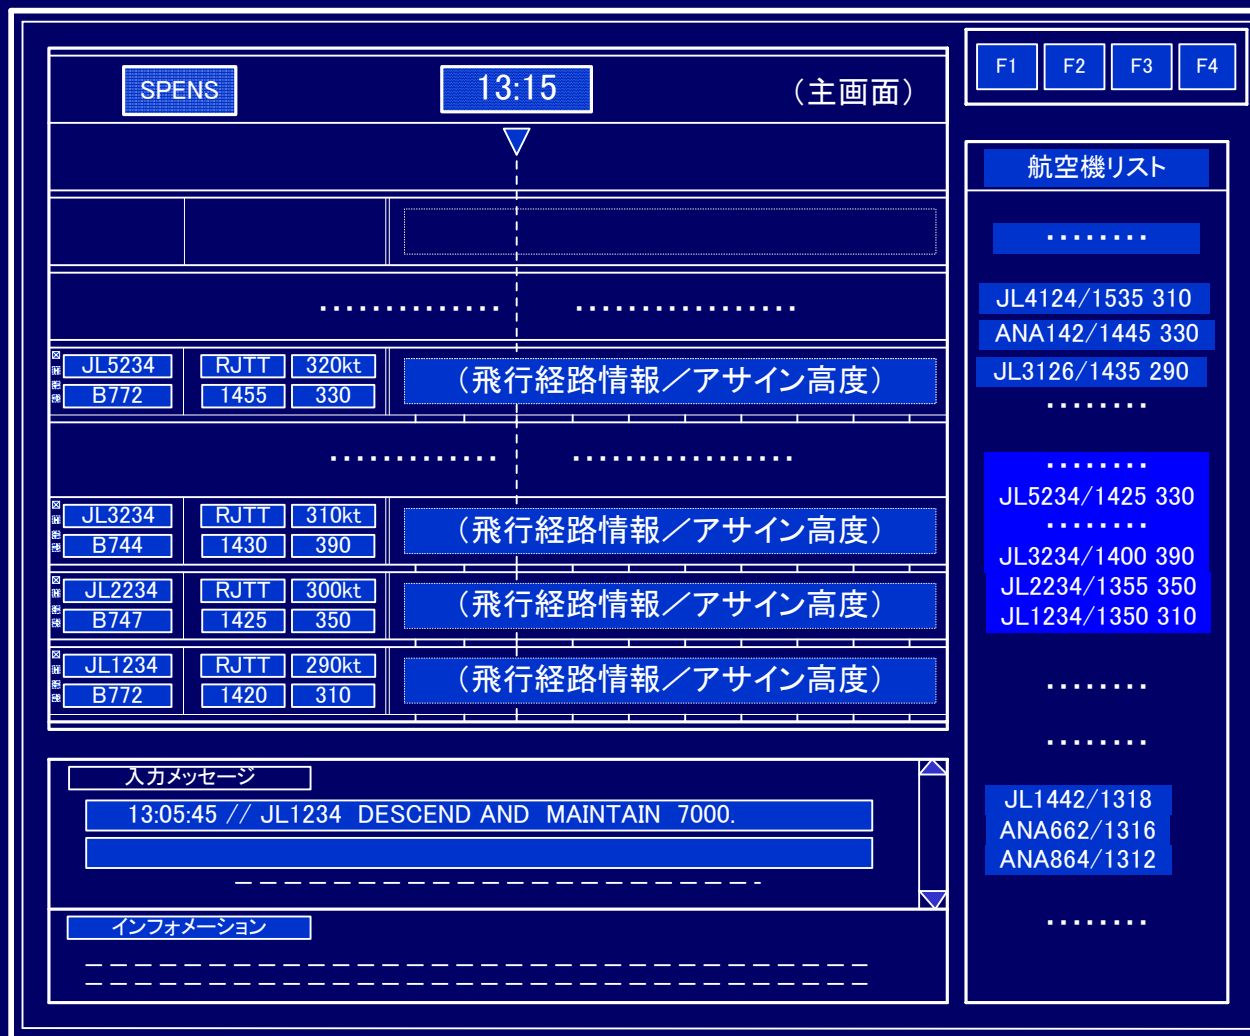 SPENS 13:15 （主画面）
F1 F2 F3 F4
航空機リスト
‥‥‥‥
JL4124/1535 310
ANA142/1445 330
JL3126/1435 290
‥‥‥‥
‥‥‥‥
JL5234/1425 330
‥‥‥‥
JL3234/1400 390
JL2234/1355 350
JL1234/1350 310
‥‥‥‥
‥‥‥‥
JL1442/1318
ANA662/1316
ANA864/1312
‥‥‥‥
‥‥‥‥‥‥‥ ‥‥‥‥‥‥‥‥‥
JL5234 RJTT 320kt
B772 1455 330
（飛行経路情報／アサイン高度）
‥‥‥‥‥‥‥ ‥‥‥‥‥‥‥‥‥
JL3234 RJTT 310kt
B744 1430 390
（飛行経路情報／アサイン高度）
JL2234 RJTT 300kt
B747 1425 350
（飛行経路情報／アサイン高度）
JL1234 RJTT 290kt
B772 1420 310
（飛行経路情報／アサイン高度）
入力メッセージ
13:05:45 // JL1234 DESCEND AND MAINTAIN 7000.
インフォメーション